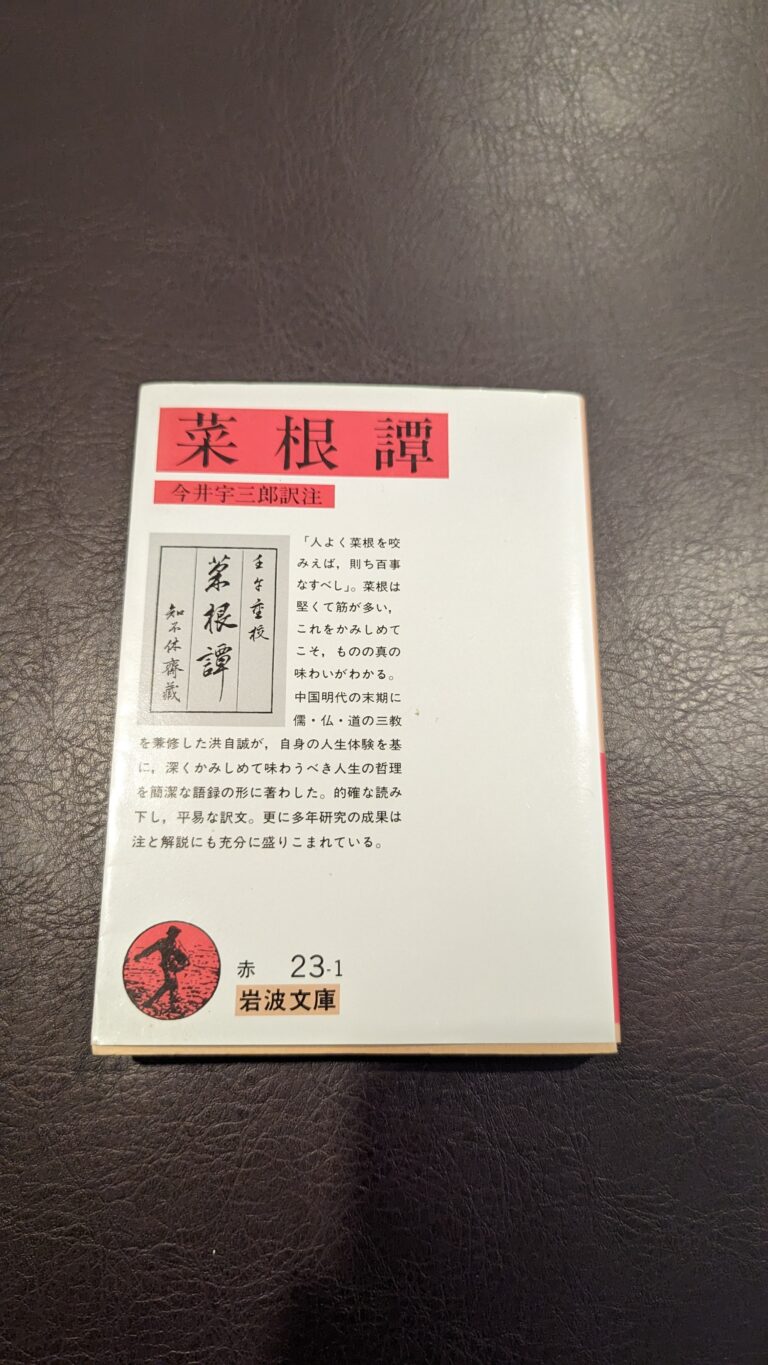 菜根譚
今井宇三郎訳注
壬午重校
菜根譚
知不休齋藏
「人よく菜根を咬
みえば，則ち百事
なすべし」。菜根は
堅くて筋が多い，
これをかみしめて
こそ，ものの真の
味わいがわかる。
中国明代の末期に
儒・仏・道の三教
を兼修した洪自誠が，自身の人生体験を基
に，深くかみしめて味わうべき人生の哲理
を簡潔な語録の形に著わした。的確な読み
下し，平易な訳文。更に多年研究の成果は
注と解説にも充分に盛りこまれている。
赤 23-1
岩波文庫